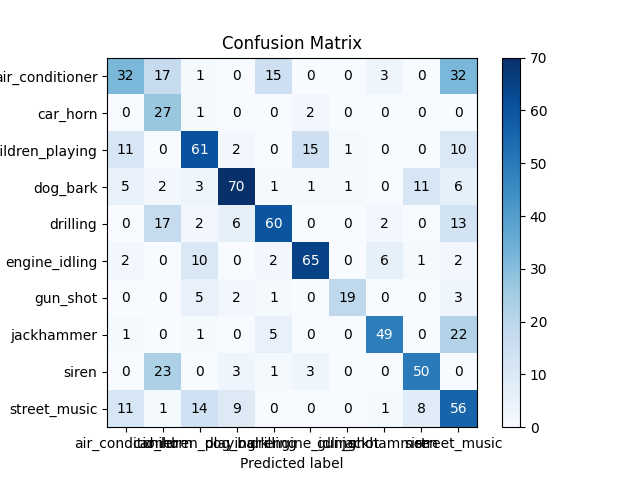 Confusion Matrix
air_conditioner 32 17 1 0 15 0 0 3 0 32
car_horn 0 27 1 0 0 2 0 0 0 0
ildren_playing 11 0 61 2 0 15 1 0 0 10
dog_bark 5 2 3 70 1 1 1 0 11 6
drilling 0 17 2 6 60 0 0 2 0 13
engine_idling 2 0 10 0 2 65 0 6 1 2
gun_shot 0 0 5 2 1 0 19 0 0 3
jackhammer 1 0 1 0 5 0 0 49 0 22
siren 0 23 0 3 1 3 0 0 50 0
street_music 11 1 14 9 0 0 0 1 8 56
street_music
Predicted label
70
60
50
40
30
20
10
0